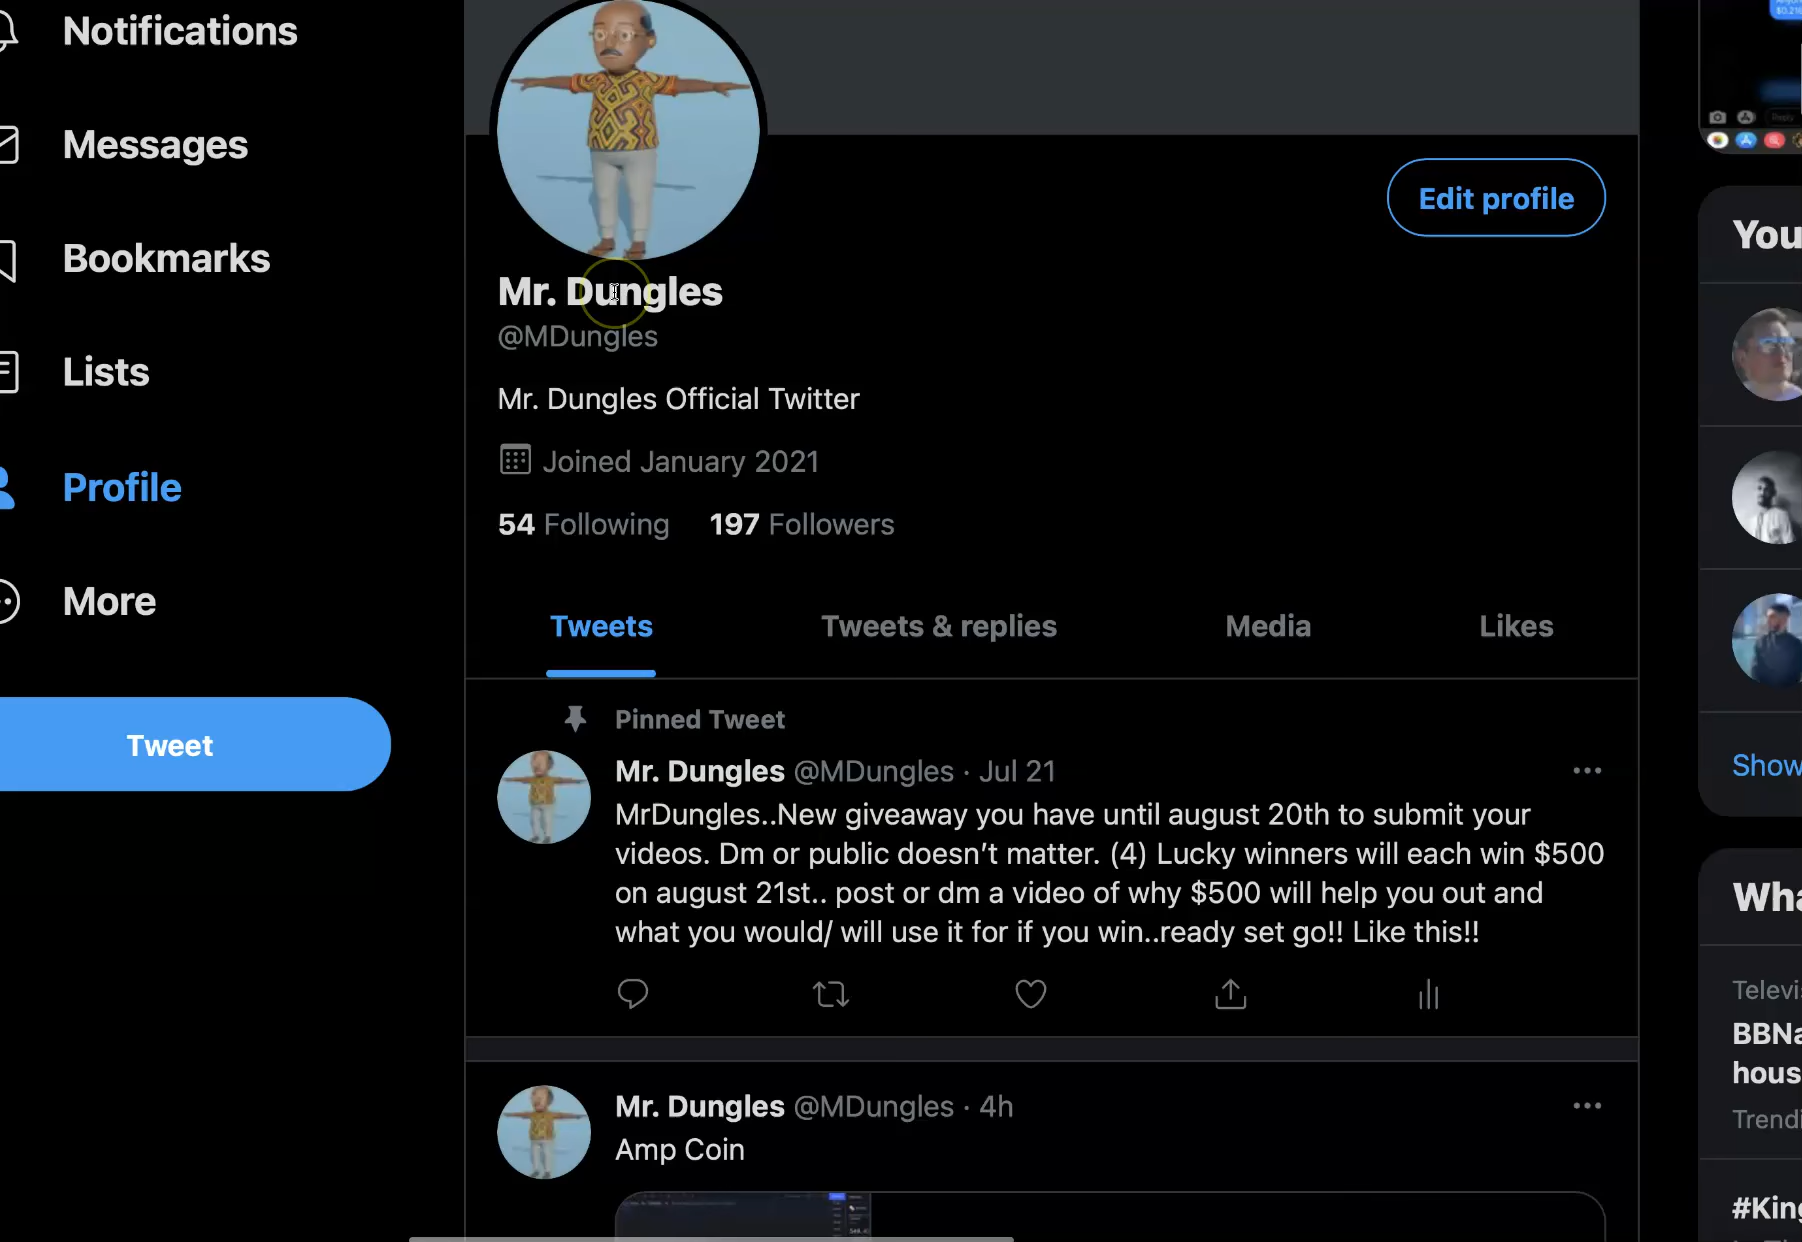 Notifications
Messages
Bookmarks
Lists
Profile
More
Tweet
Edit profile
Mr. Dungles
@MDungles
Mr. Dungles Official Twitter
Joined January 2021
54 Following 197 Followers
Tweets Tweets & replies Media Likes
Pinned Tweet
Mr. Dungles @MDungles · Jul 21
MrDungles..New giveaway you have until august 20th to submit your
videos. Dm or public doesn’t matter. (4) Lucky winners will each win $500
on august 21st.. post or dm a video of why $500 will help you out and
what you would/ will use it for if you win..ready set go!! Like this!!
Mr. Dungles @MDungles · 4h
Amp Coin
You
Show
Wha
Televi
BBNa
hous
Trendi
#King